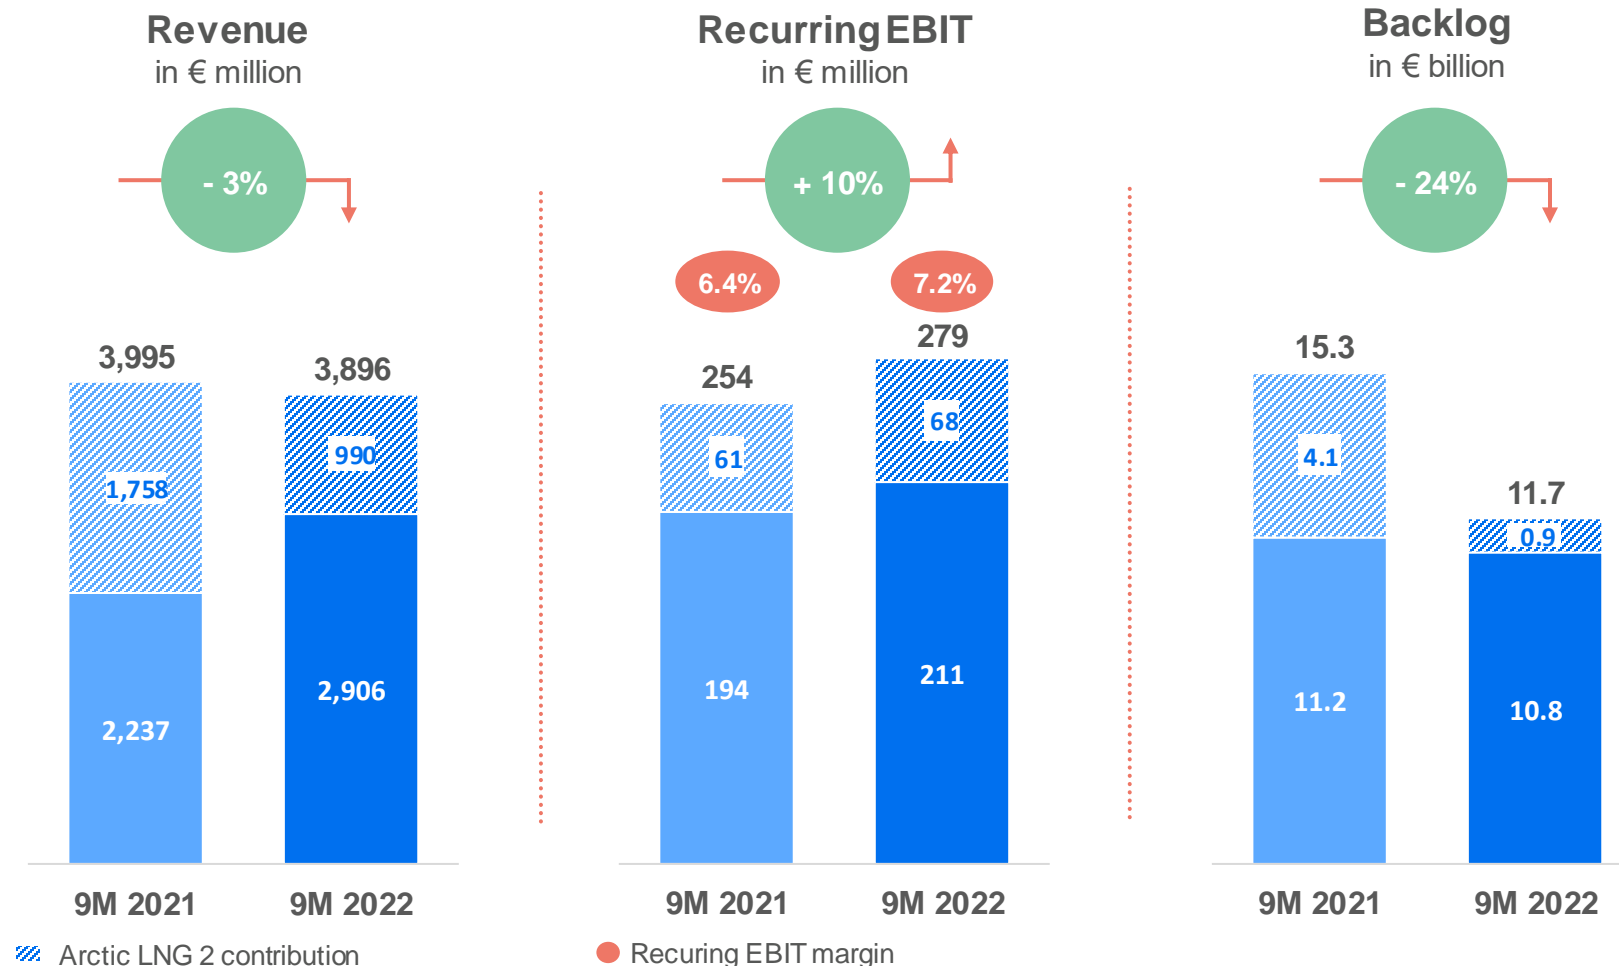 Revenue
in € million
- 3%
3,995
3,896
1,758
990
2,237
2,906
9M 2021
9M 2022
Arctic LNG 2 contribution
Recurring EBIT
in € million
+ 10%
6.4%
7.2%
254
279
61
68
194
211
9M 2021
9M 2022
Recuring EBIT margin
Backlog
in € billion
- 24%
15.3
11.7
4.1
0.9
11.2
10.8
9M 2021
9M 2022